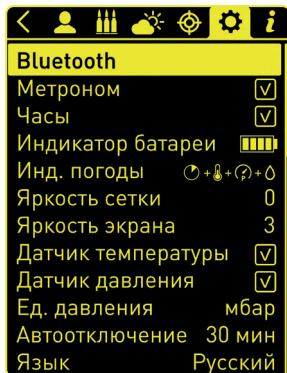 Bluetooth
Метроном
Часы
Индикатор батареи
Инд. погоды
Яркость сетки 0
Яркость экрана 3
Датчик температуры
Датчик давления
Ед. давления мбар
Автоотключение 30 мин
Язык Русский